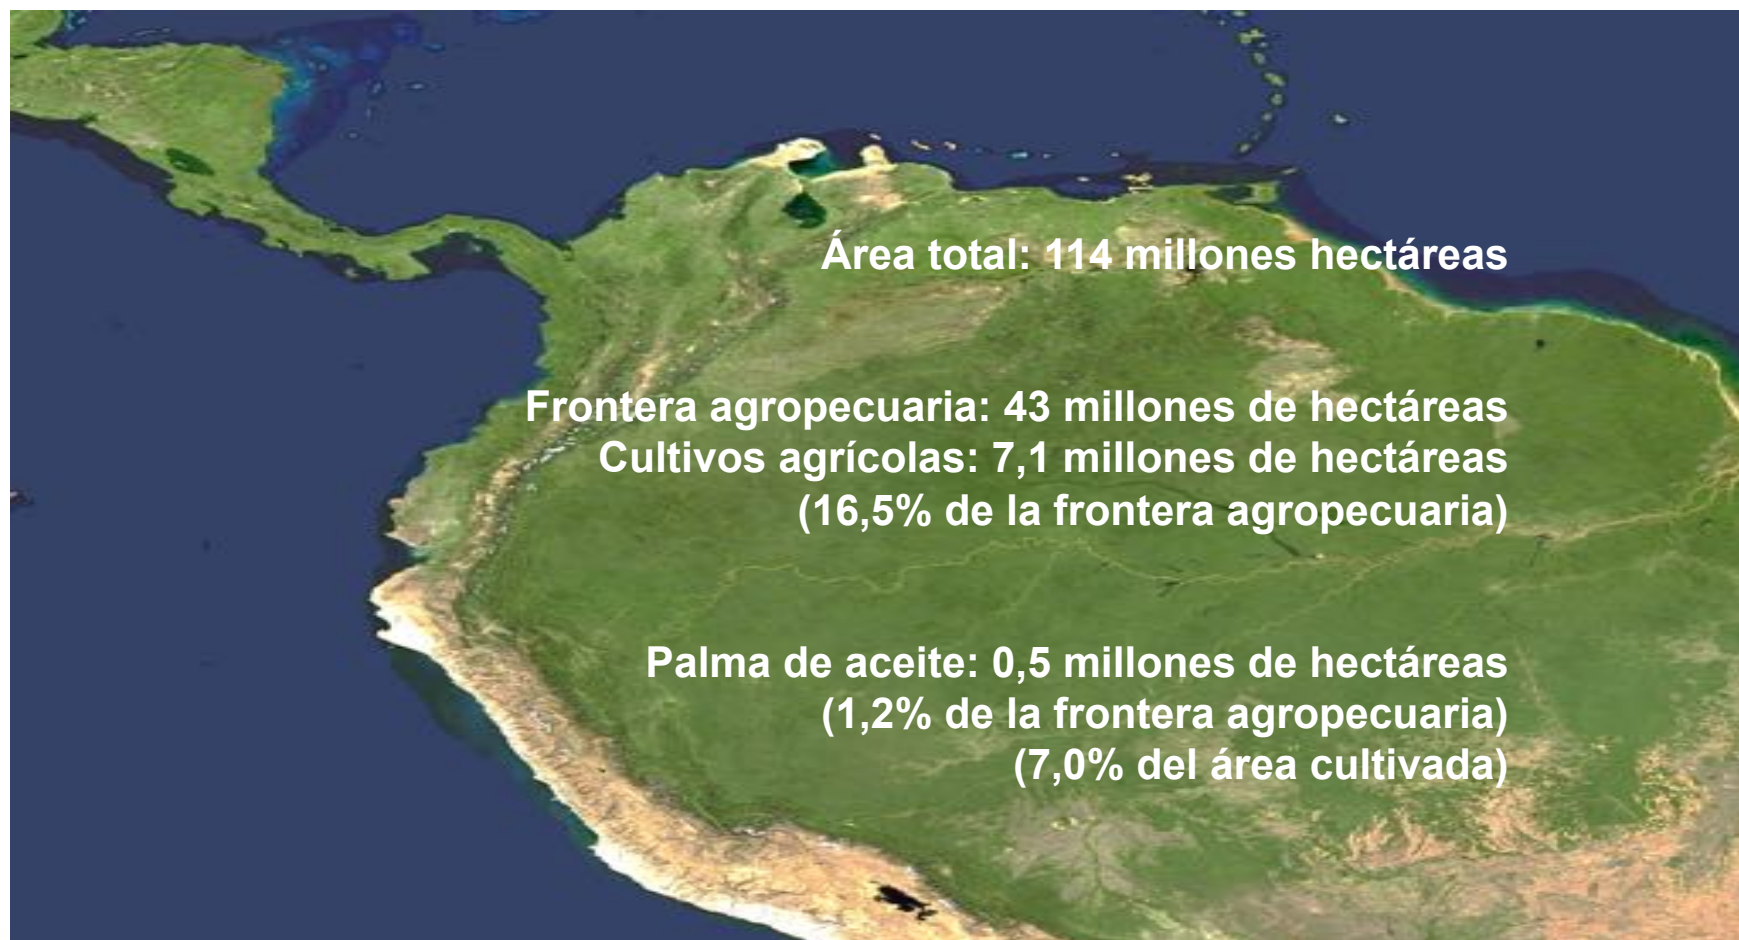 Área total: 114 millones hectáreas
Frontera agropecuaria: 43 millones de hectáreas
Cultivos agrícolas: 7,1 millones de hectáreas
(16,5% de la frontera agropecuaria)
Palma de aceite: 0,5 millones de hectáreas
(1,2% de la frontera agropecuaria)
(7,0% del área cultivada)